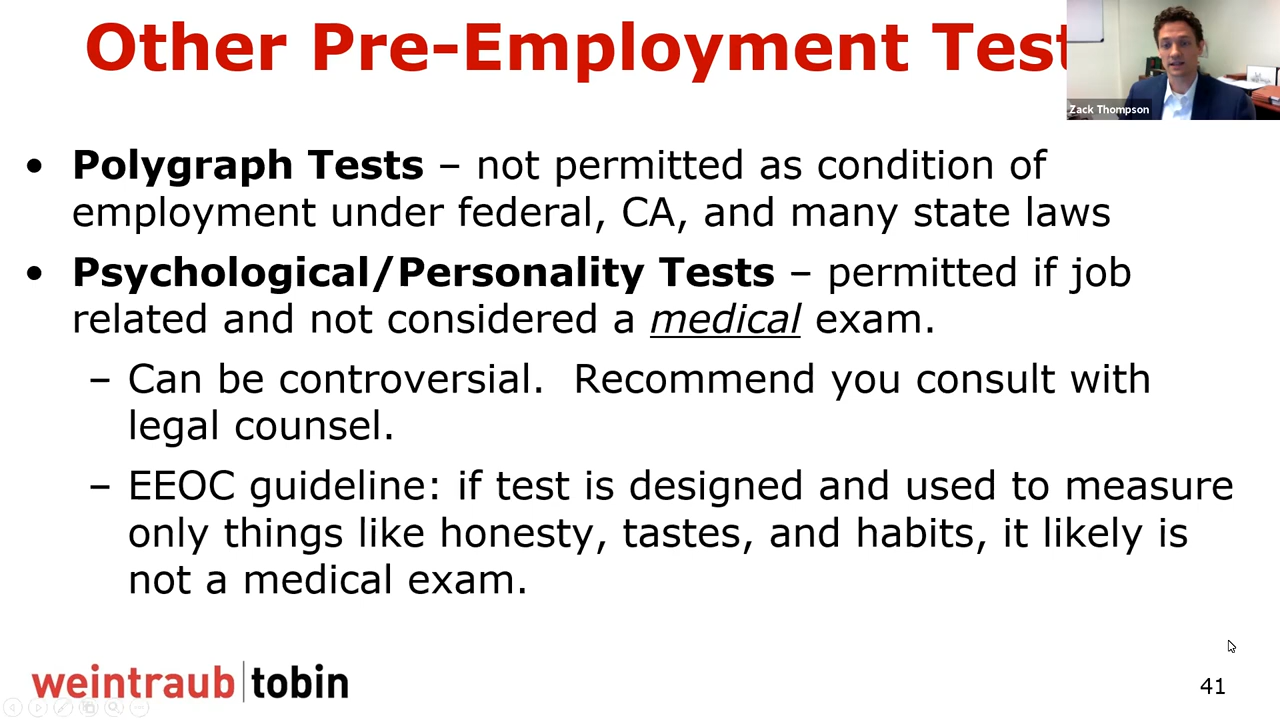 Other Pre-Employment Test
Zack Thompson
• Polygraph Tests – not permitted as condition of
employment under federal, CA, and many state laws
• Psychological/Personality Tests – permitted if job
related and not considered a medical exam.
– Can be controversial.  Recommend you consult with
legal counsel.
– EEOC guideline: if test is designed and used to measure
only things like honesty, tastes, and habits, it likely is
not a medical exam.
weintraub|tobin
41